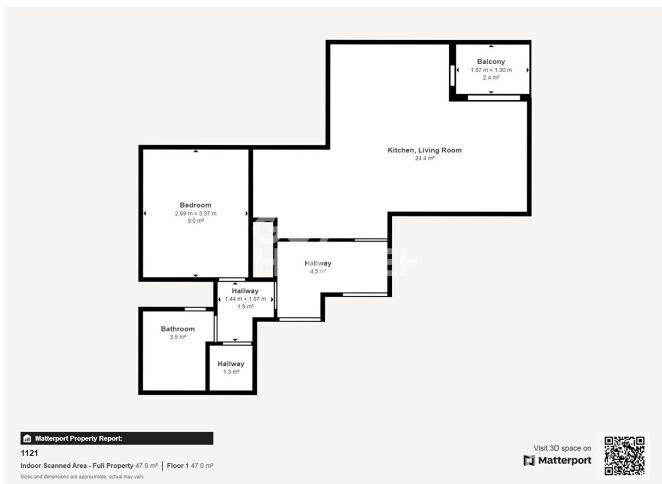 Balcony
1.87 m × 1.30 m
2.4 m²
Kitchen, Living Room
24.4 m²
Bedroom
2.69 m × 3.37 m
9.0 m²
Hallway
4.5 m²
Hallway
1.44 m × 1.57 m
1.9 m²
Bathroom
3.5 m²
Hallway
1.3 m²
Matterport Property Report:
1121
Indoor Scanned Area - Full Property 47.0 m² | Floor 1 47.0 m²
Sizes and dimensions are approximate, actual may vary.
Visit 3D space on
Matterport